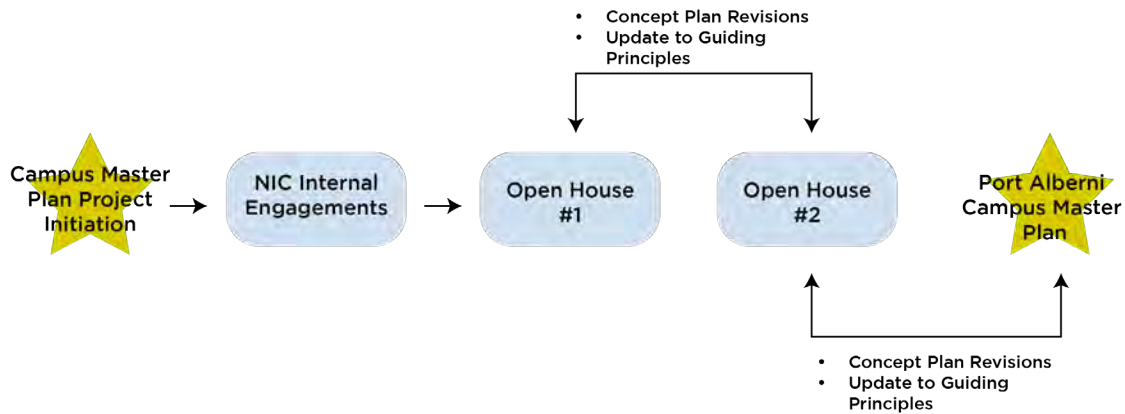 • Concept Plan Revisions
• Update to Guiding
Principles
Campus Master
Plan Project
Initiation
NIC Internal
Engagements
Open House
#1
Open House
#2
Port Alberni
Campus Master
Plan
• Concept Plan Revisions
• Update to Guiding
Principles